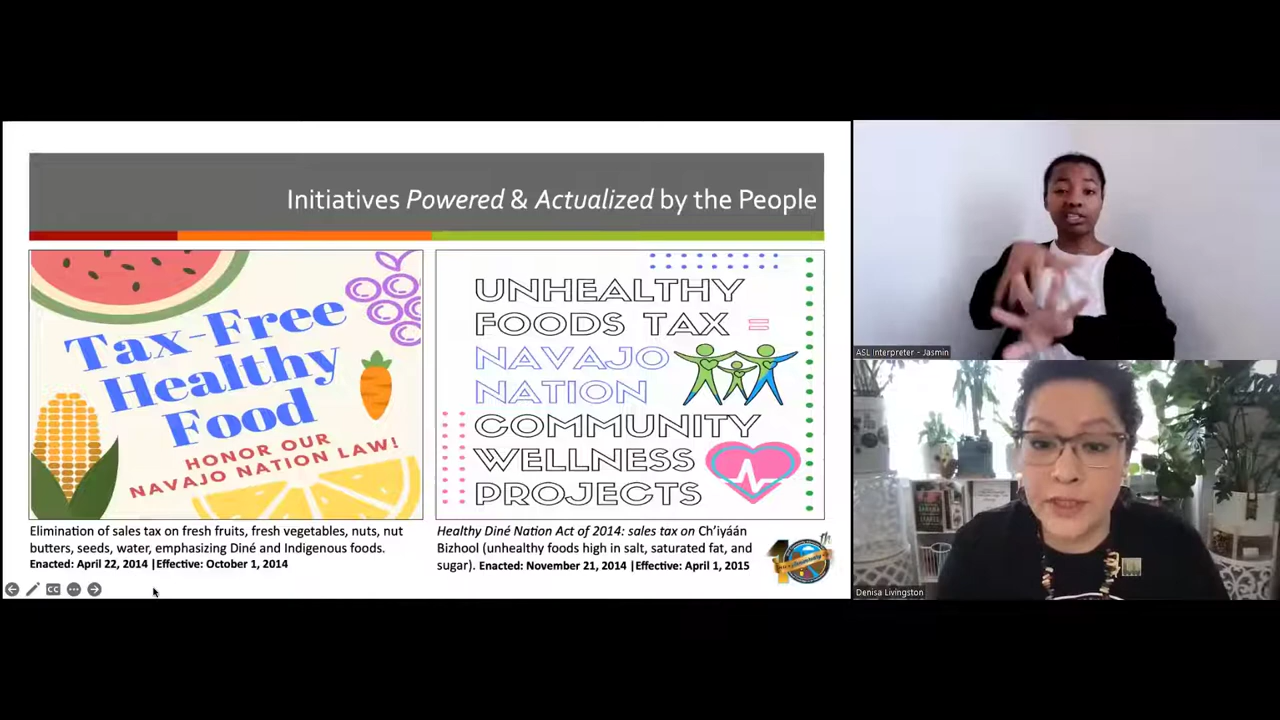 Initiatives Powered & Actualized by the People
Tax-Free
Healthy
Food
HONOR OUR
NAVAJO NATION LAW!
UNHEALTHY
FOODS TAX =
NAVAJO
NATION
COMMUNITY
WELLNESS
PROJECTS
Elimination of sales tax on fresh fruits, fresh vegetables, nuts, nut
butters, seeds, water, emphasizing Diné and Indigenous foods.
Enacted: April 22, 2014 |Effective: October 1, 2014
Healthy Diné Nation Act of 2014: sales tax on Ch’iyáán
Bizhool (unhealthy foods high in salt, saturated fat, and
sugar). Enacted: November 21, 2014 |Effective: April 1, 2015
CC
ASL Interpreter - Jasmin
Denisa Livingston